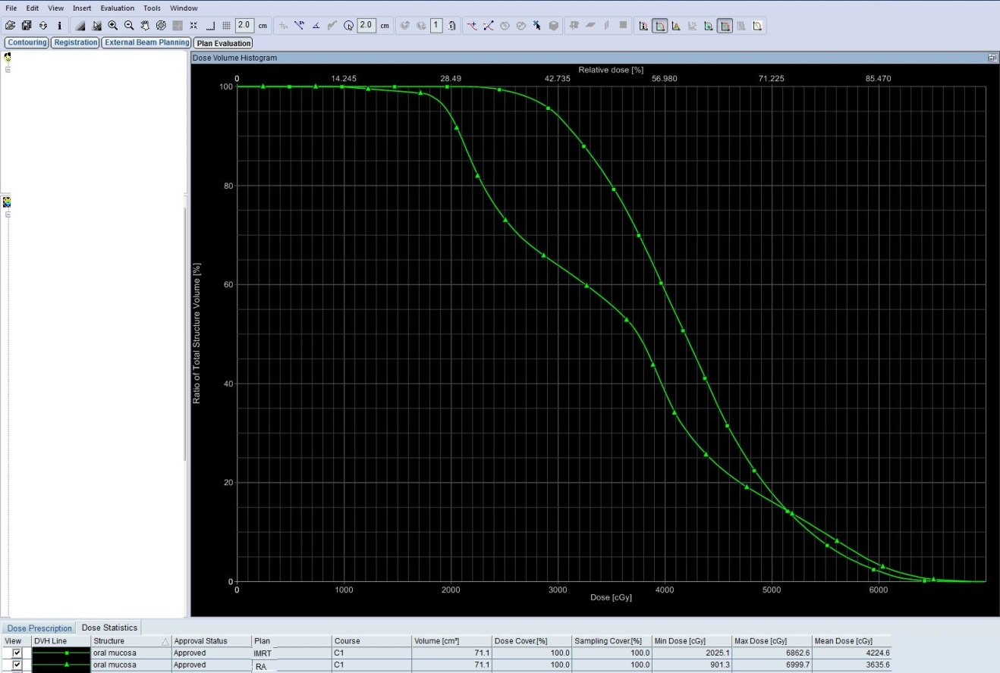 File Edit View Insert Evaluation Tools Window
2.0 cm 2.0 cm 1
Contouring Registration External Beam Planning Plan Evaluation
Dose Volume Histogram
Relative dose [%]
0 14.245 28.49 42.735 56.980 71.225 85.470
100
80
60
40
20
0
Ratio of Total Structure Volume [%]
0 1000 2000 3000 4000 5000 6000
Dose [cGy]
Dose Prescription Dose Statistics
View DVH Line Structure Approval Status Plan Course Volume [cm³] Dose Cover.[%] Sampling Cover.[%] Min Dose [cGy] Max Dose [cGy] Mean Dose [cGy]
oral mucosa Approved IMRT C1 71.1 100.0 100.0 2025.1 6862.6 4224.6
oral mucosa Approved RA C1 71.1 100.0 100.0 901.3 6999.7 3635.6